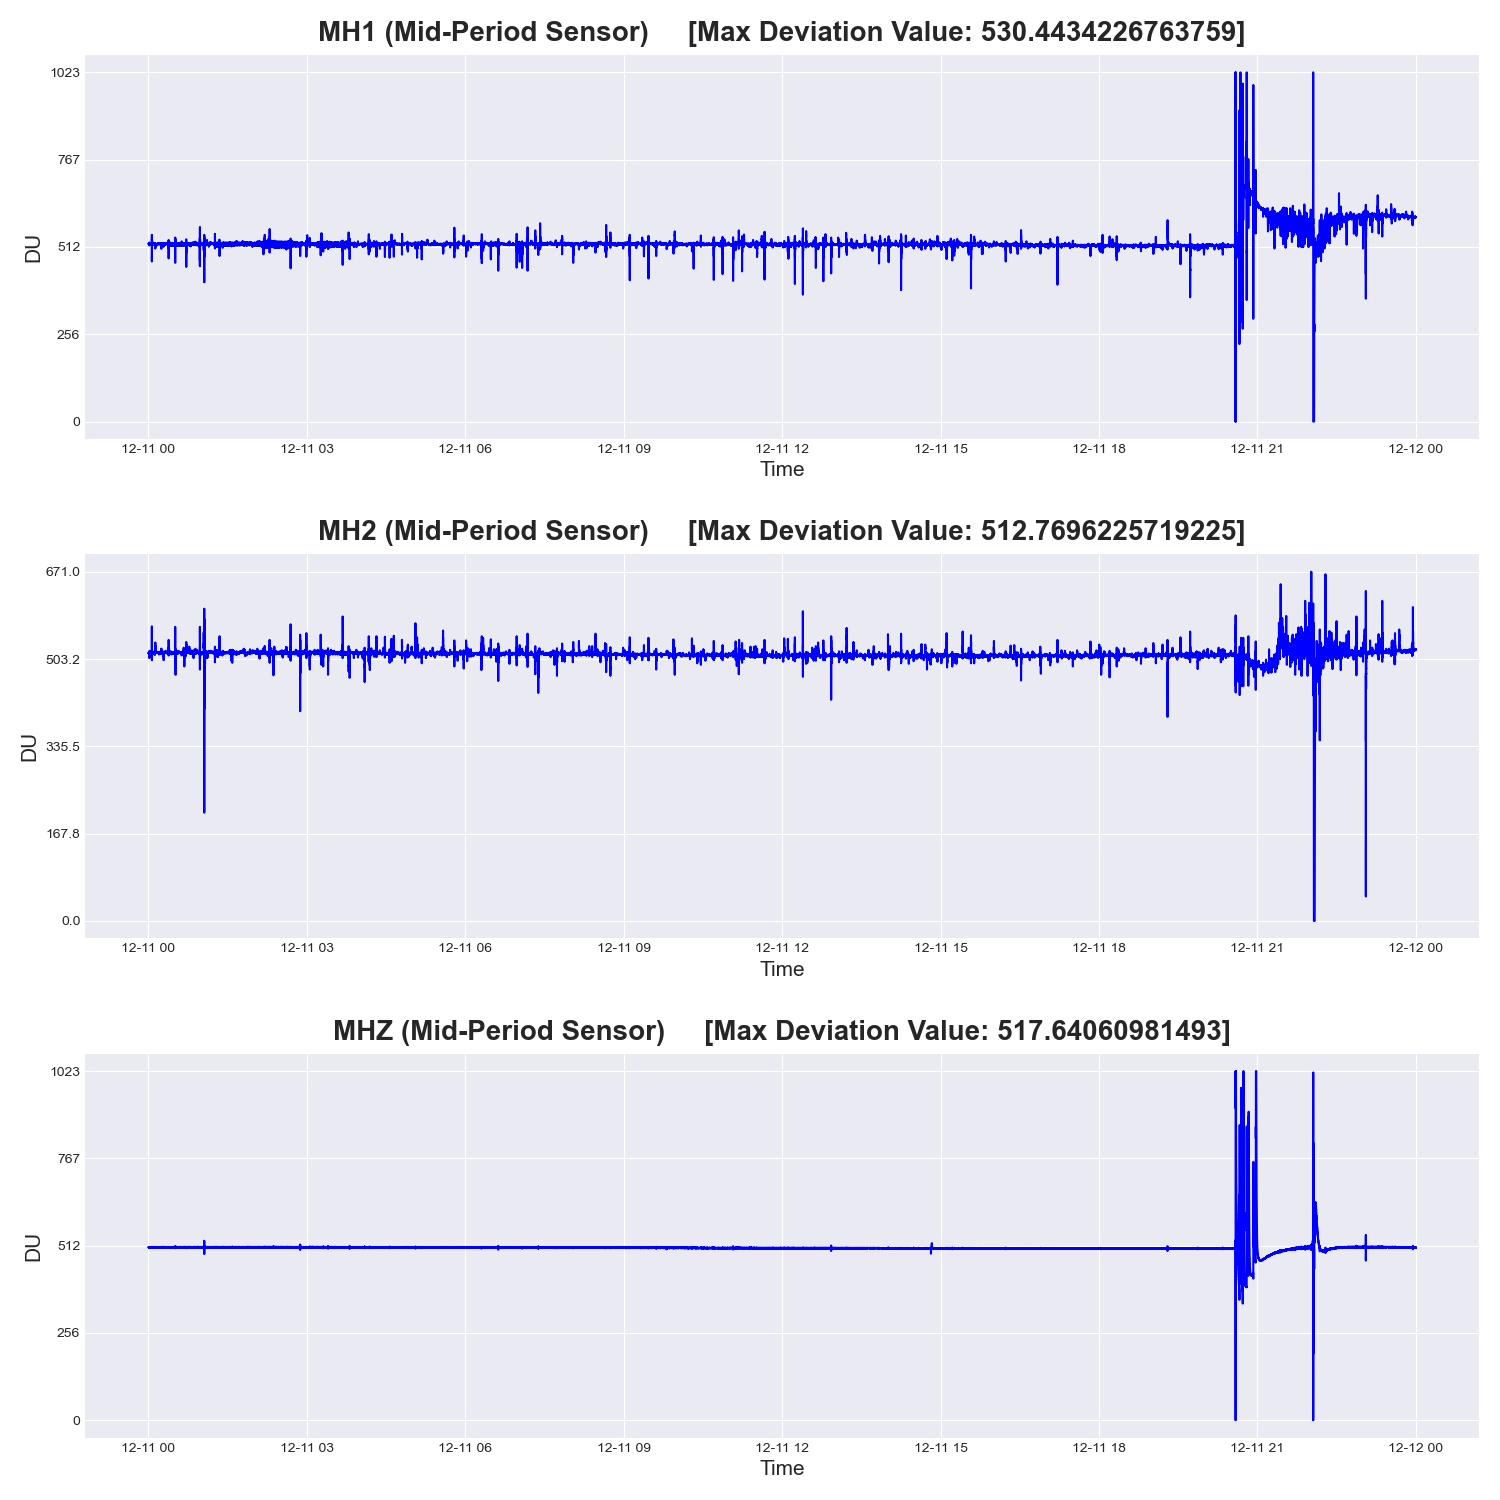 MH1 (Mid-Period Sensor) [Max Deviation Value: 530.4434226763759]
1023
767
512
256
0
DU
12-11 00 12-11 03 12-11 06 12-11 09 12-11 12 12-11 15 12-11 18 12-11 21 12-12 00
Time
MH2 (Mid-Period Sensor) [Max Deviation Value: 512.7696225719225]
671.0
503.2
335.5
167.8
0.0
DU
12-11 00 12-11 03 12-11 06 12-11 09 12-11 12 12-11 15 12-11 18 12-11 21 12-12 00
Time
MHZ (Mid-Period Sensor) [Max Deviation Value: 517.64060981493]
1023
767
512
256
0
DU
12-11 00 12-11 03 12-11 06 12-11 09 12-11 12 12-11 15 12-11 18 12-11 21 12-12 00
Time